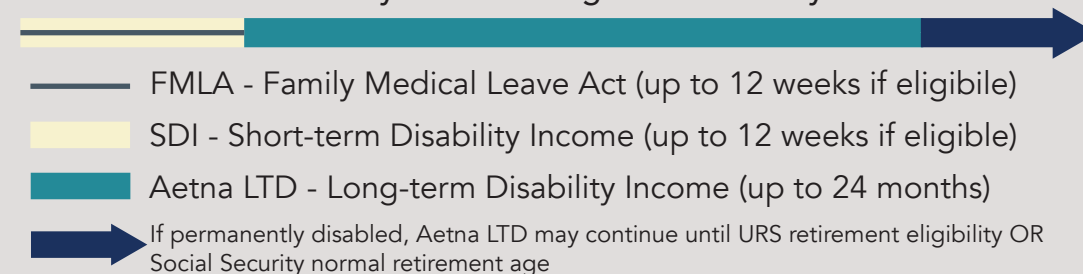 FMLA - Family Medical Leave Act (up to 12 weeks if eligibile)
SDI - Short-term Disability Income (up to 12 weeks if eligible)
Aetna LTD - Long-term Disability Income (up to 24 months)
If permanently disabled, Aetna LTD may continue until URS retirement eligibility OR
Social Security normal retirement age